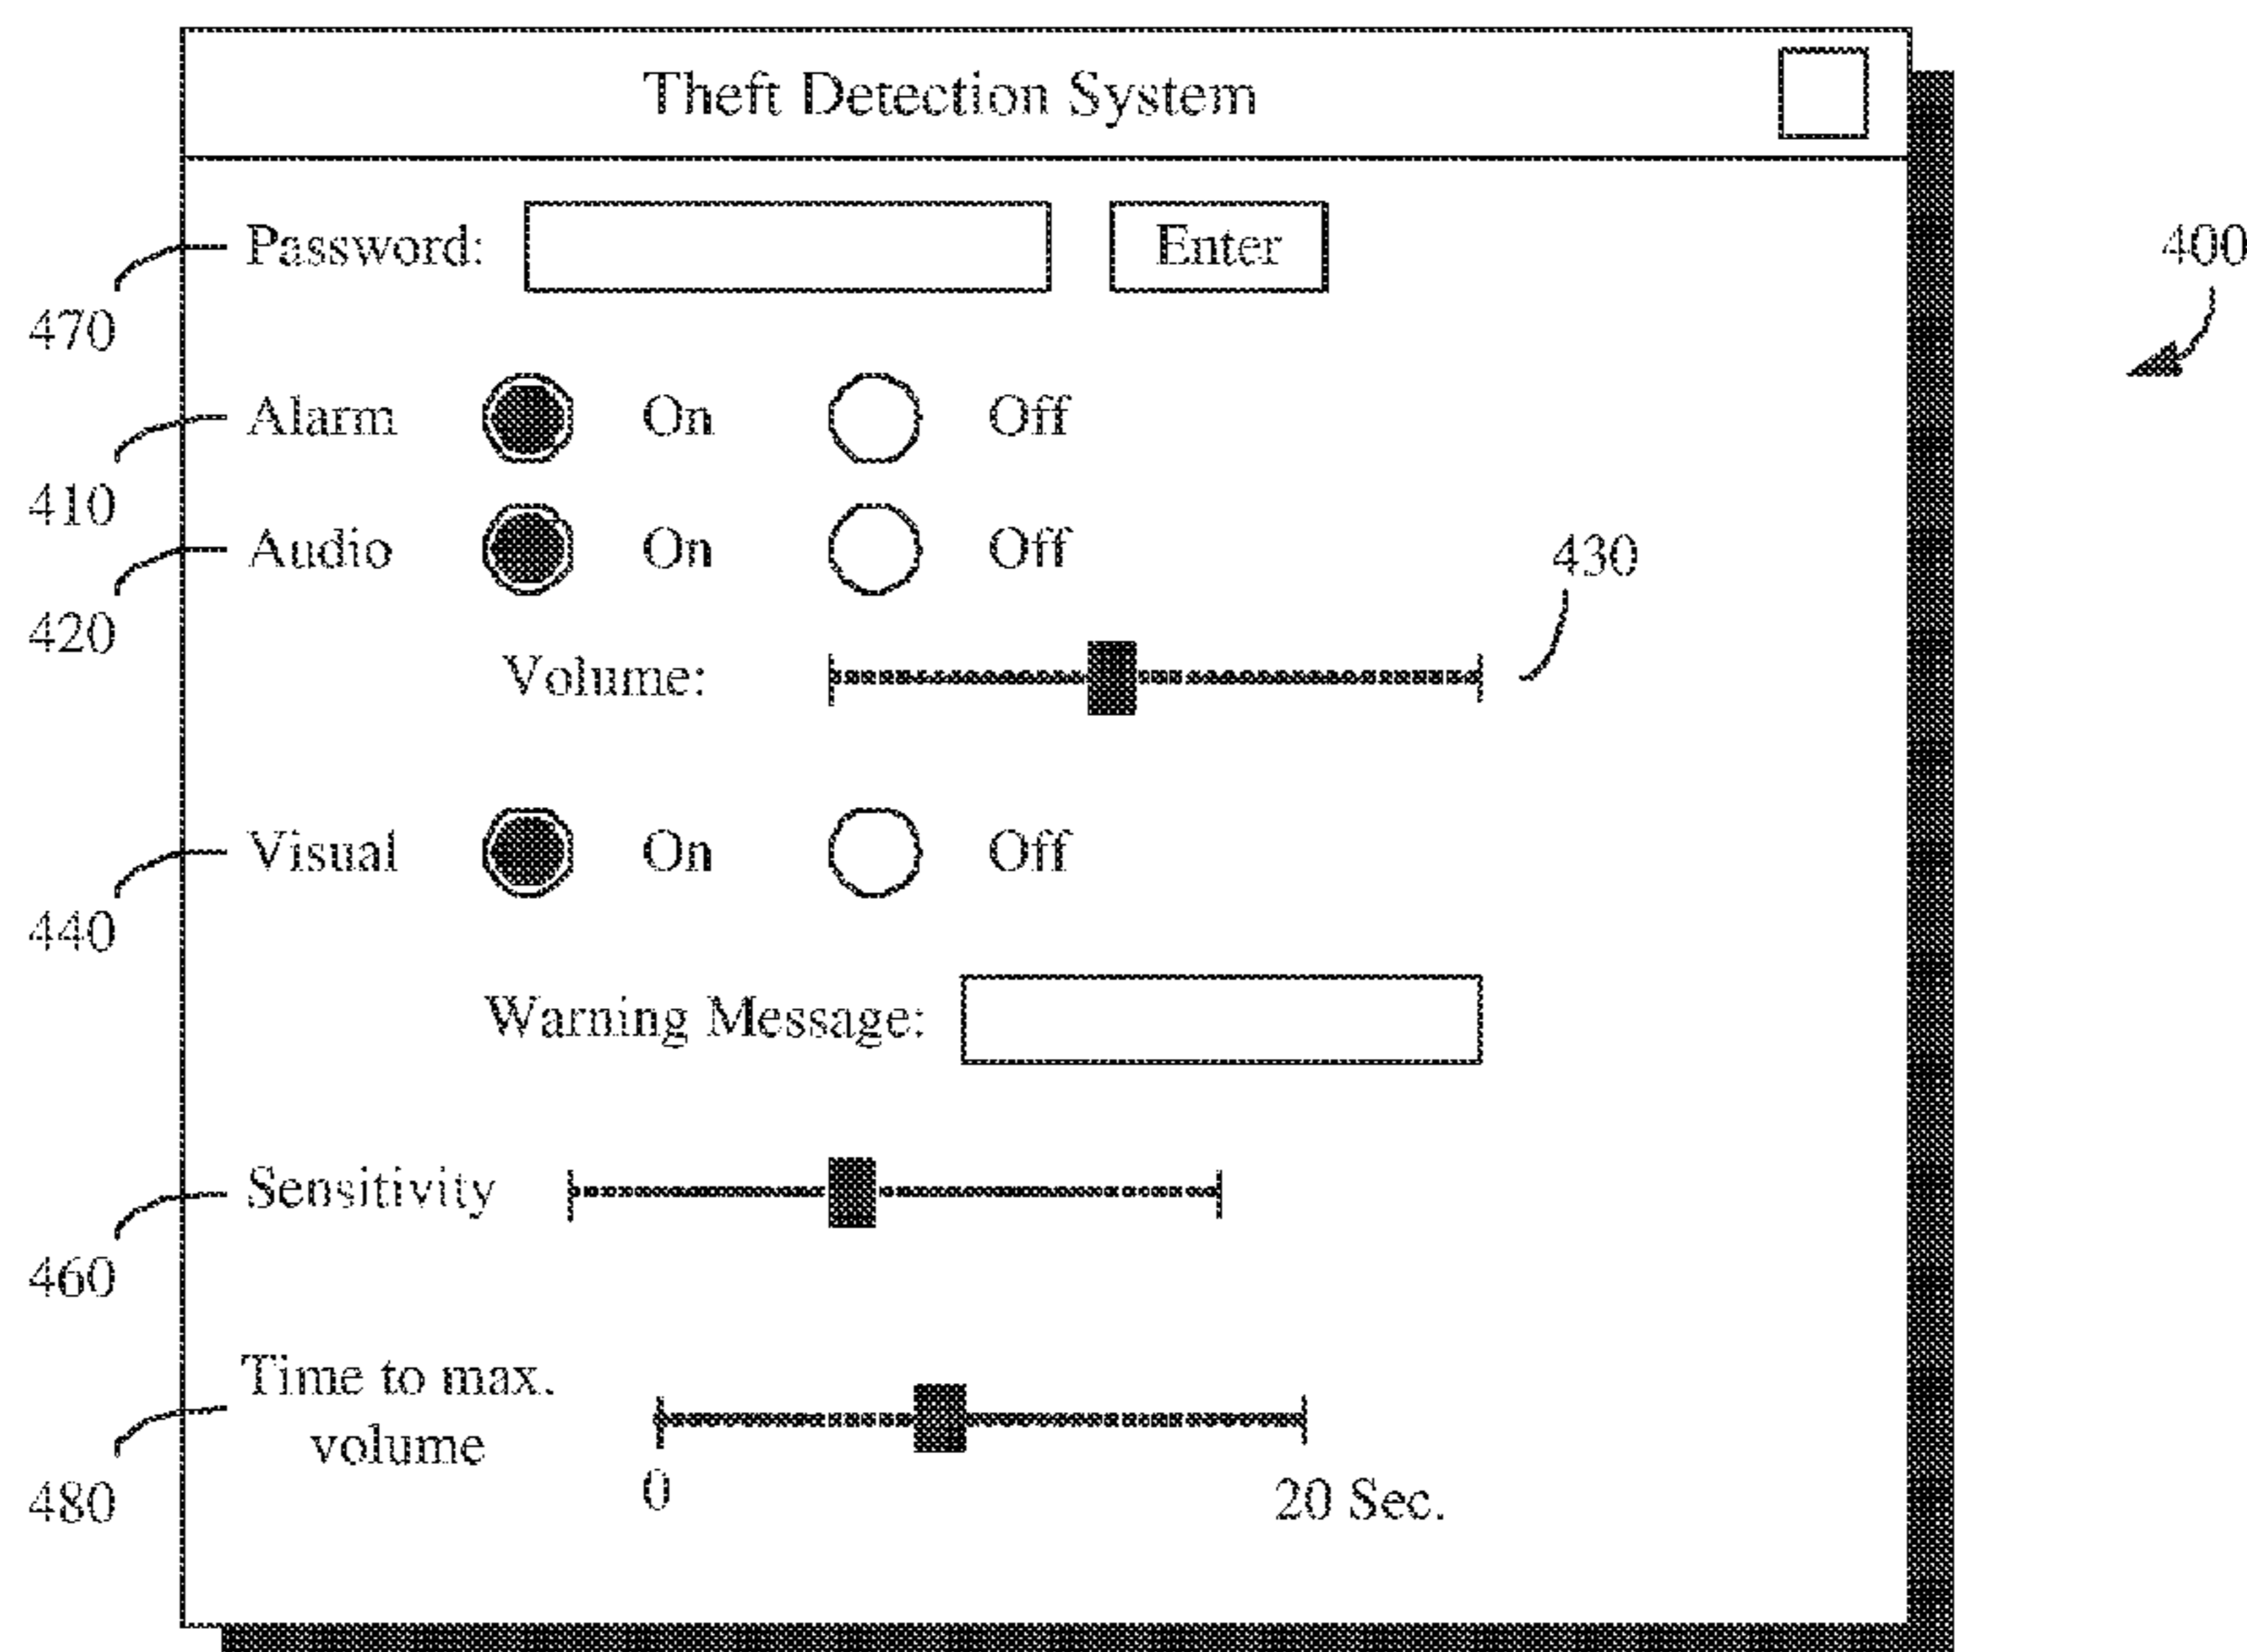 Theft Detection System
Password: Enter
400
470
Alarm On Off
410
Audio On Off
430
420
Volume:
Visual On Off
440
Warning Message:
Sensitivity
460
Time to max.
volume
480
0 20 Sec.